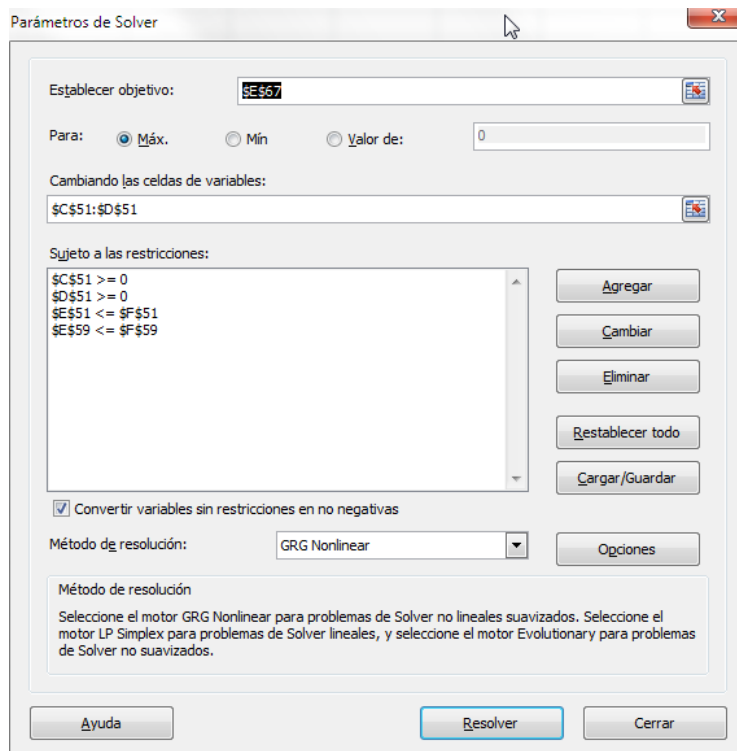 Parámetros de Solver
x
Establecer objetivo:
$E$67
Para:
Máx.
Mín
Valor de:
0
Cambiando las celdas de variables:
$C$51:$D$51
Sujeto a las restricciones:
$C$51 >= 0
$D$51 >= 0
$E$51 <= $F$51
$E$59 <= $F$59
Agregar
Cambiar
Eliminar
Restablecer todo
Cargar/Guardar
Convertir variables sin restricciones en no negativas
Método de resolución:
GRG Nonlinear
Opciones
Método de resolución
Seleccione el motor GRG Nonlinear para problemas de Solver no lineales suavizados. Seleccione el
motor LP Simplex para problemas de Solver lineales, y seleccione el motor Evolutionary para problemas
de Solver no suavizados.
Ayuda
Resolver
Cerrar